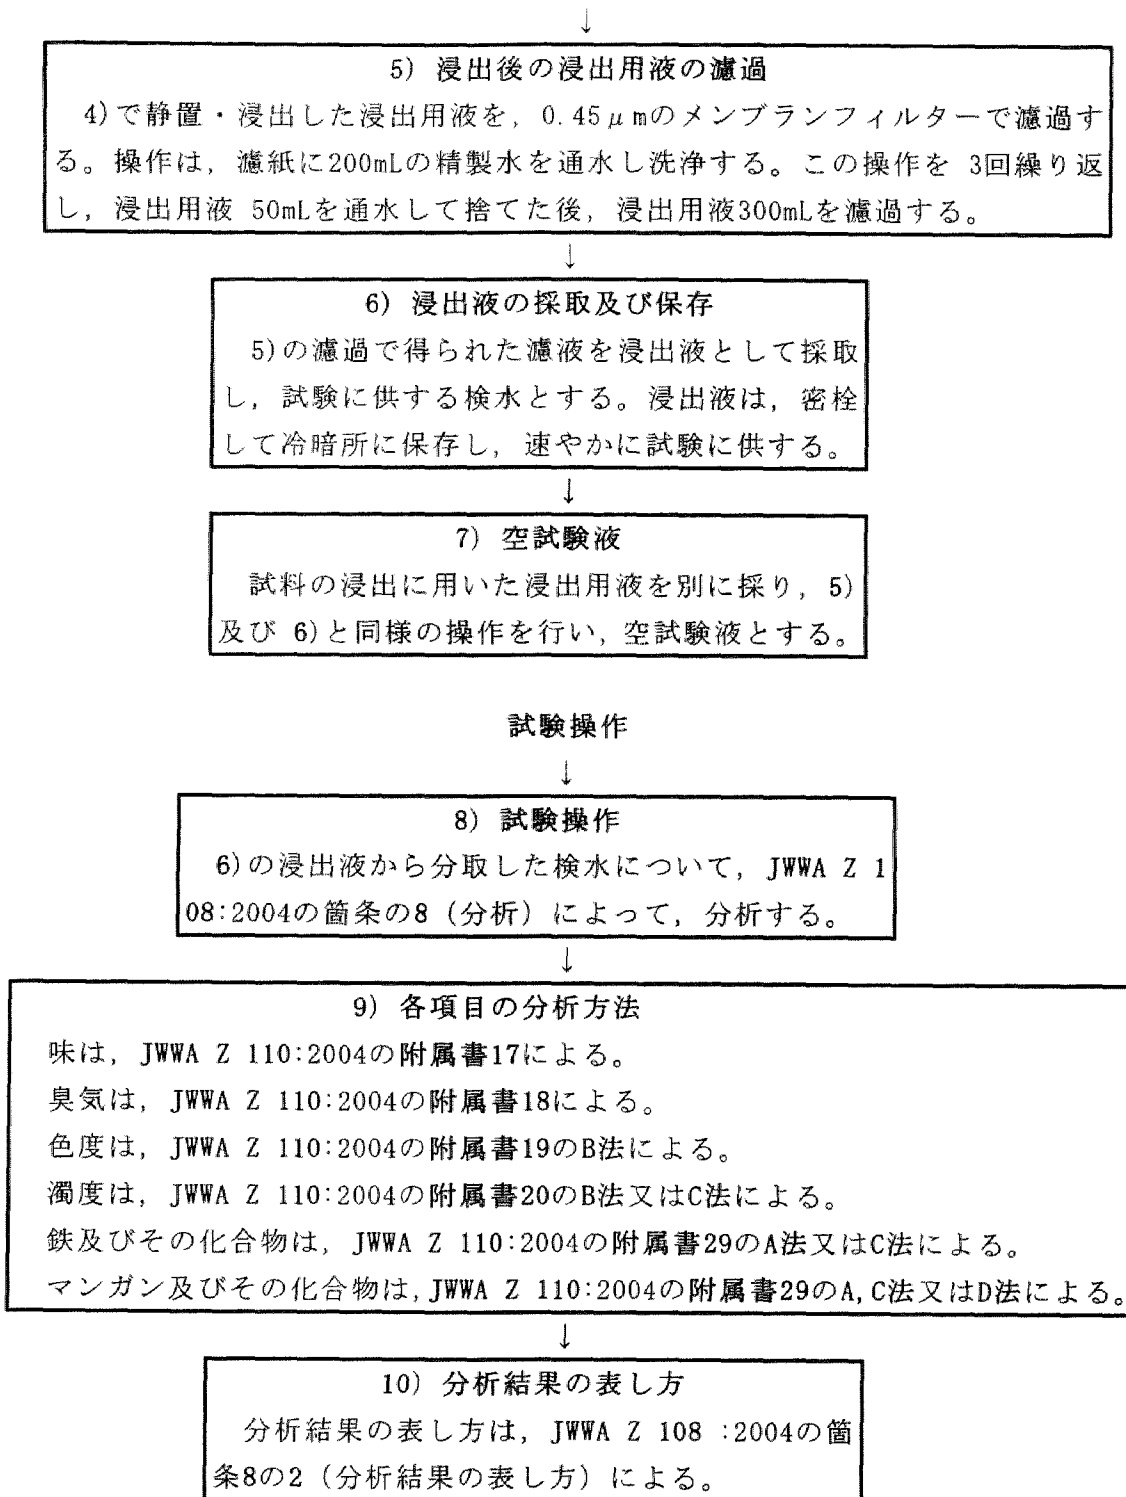 ↓
5) 浸出後の浸出用液の濾過
4)で静置・浸出した浸出用液を，0.45μmのメンブランフィルターで濾過す
る。操作は，濾紙に200mLの精製水を通水し洗浄する。この操作を 3回繰り返
し，浸出用液 50mLを通水して捨てた後，浸出用液300mLを濾過する。
↓
6) 浸出液の採取及び保存
5)の濾過で得られた濾液を浸出液として採取
し，試験に供する検水とする。浸出液は，密栓
して冷暗所に保存し，速やかに試験に供する。
↓
7) 空試験液
試料の浸出に用いた浸出用液を別に採り，5)
及び 6)と同様の操作を行い，空試験液とする。
試験操作
↓
8) 試験操作
6)の浸出液から分取した検水について，JWWA Z 1
08:2004の箇条の8（分析）によって，分析する。
↓
9) 各項目の分析方法
味は，JWWA Z 110:2004の附属書17による。
臭気は，JWWA Z 110:2004の附属書18による。
色度は，JWWA Z 110:2004の附属書19のB法による。
濁度は，JWWA Z 110:2004の附属書20のB法又はC法による。
鉄及びその化合物は，JWWA Z 110:2004の附属書29のA法又はC法による。
マンガン及びその化合物は,JWWA Z 110:2004の附属書29のA,C法又はD法による。
↓
10) 分析結果の表し方
分析結果の表し方は，JWWA Z 108 :2004の箇
条8の2（分析結果の表し方）による。